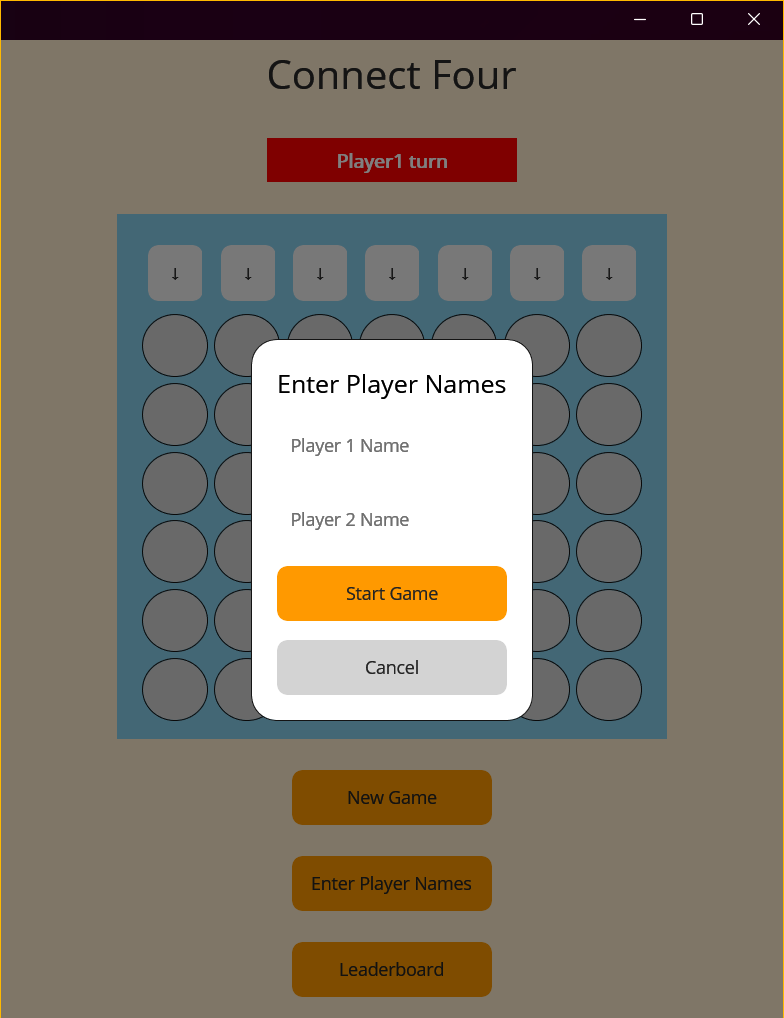 Connect Four
Player1 turn
↓ ↓ ↓ ↓ ↓ ↓ ↓
Enter Player Names
Player 1 Name
Player 2 Name
Start Game
Cancel
New Game
Enter Player Names
Leaderboard